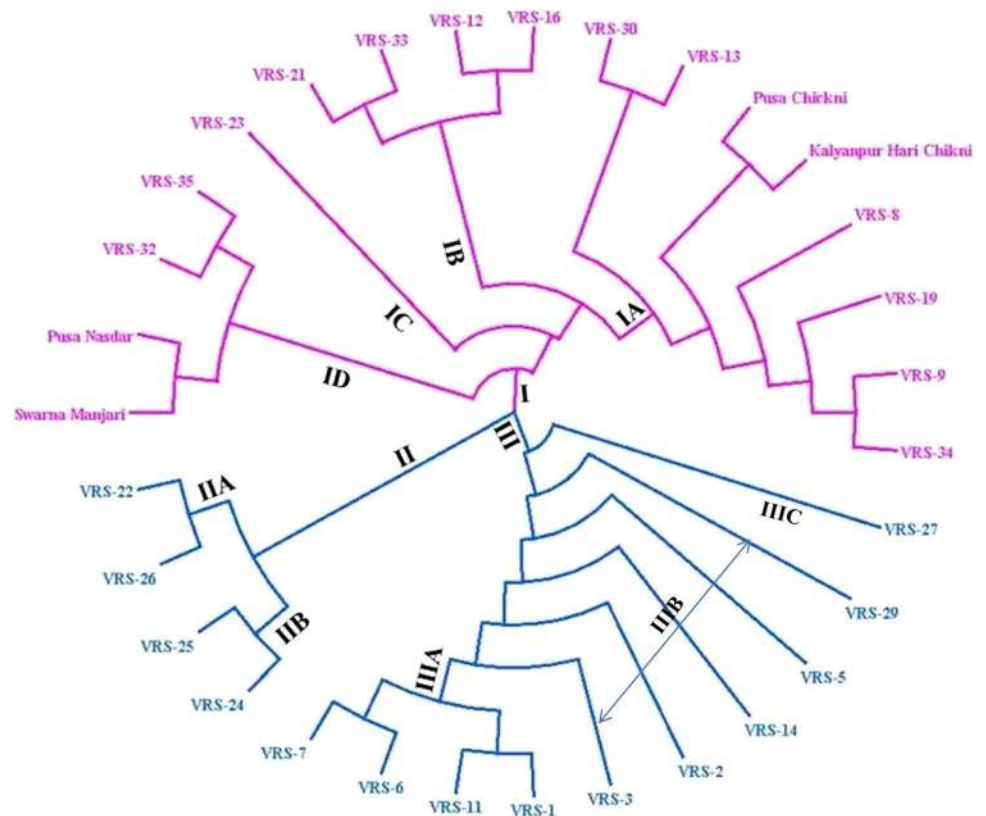 VRS-12
VRS-16
VRS-30
VRS-33
VRS-13
VRS-21
Pusa Chickni
VRS-23
Kalyanpur Hari Chikni
VRS-35
VRS-8
VRS-32
IB
VRS-19
IC
IA
Pusa Nasdar
ID
VRS-9
I
Swarna Manjari
III
VRS-34
II
VRS-22
IIA
IIIC
VRS-27
VRS-26
IIIB
VRS-29
IIB
VRS-25
IIIA
VRS-5
VRS-24
VRS-14
VRS-7
VRS-2
VRS-6
VRS-3
VRS-11
VRS-1